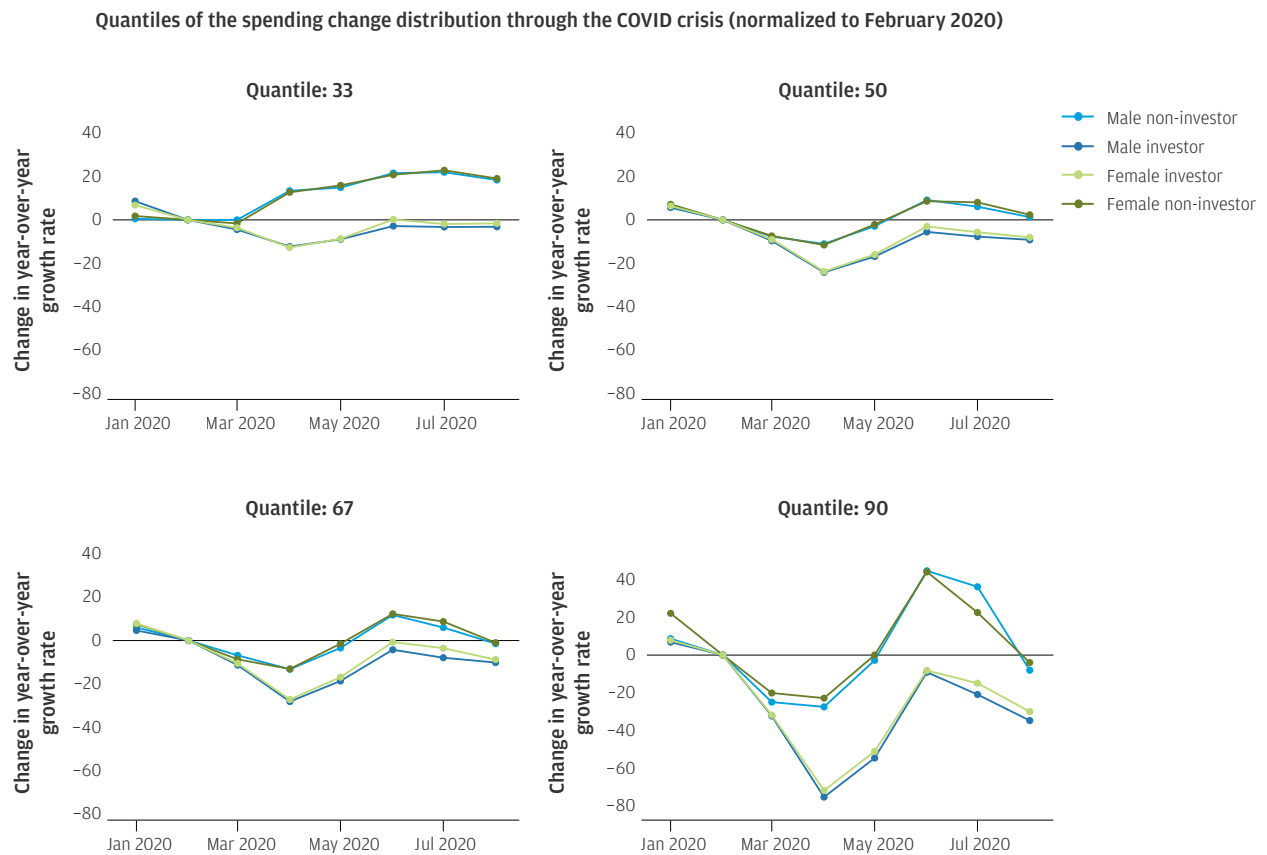 Quantiles of the spending change distribution through the COVID crisis (normalized to February 2020)
Quantile: 33
Change in year-over-year
growth rate
40
20
0
−20
−40
−60
−80
Jan 2020
Mar 2020
May 2020
Jul 2020
Quantile: 50
Change in year-over-year
growth rate
40
20
0
−20
−40
−60
−80
Jan 2020
Mar 2020
May 2020
Jul 2020
Male non-investor
Male investor
Female investor
Female non-investor
Quantile: 67
Change in year-over-year
growth rate
40
20
0
−20
−40
−60
−80
Jan 2020
Mar 2020
May 2020
Jul 2020
Quantile: 90
Change in year-over-year
growth rate
40
20
0
−20
−40
−60
−80
Jan 2020
Mar 2020
May 2020
Jul 2020